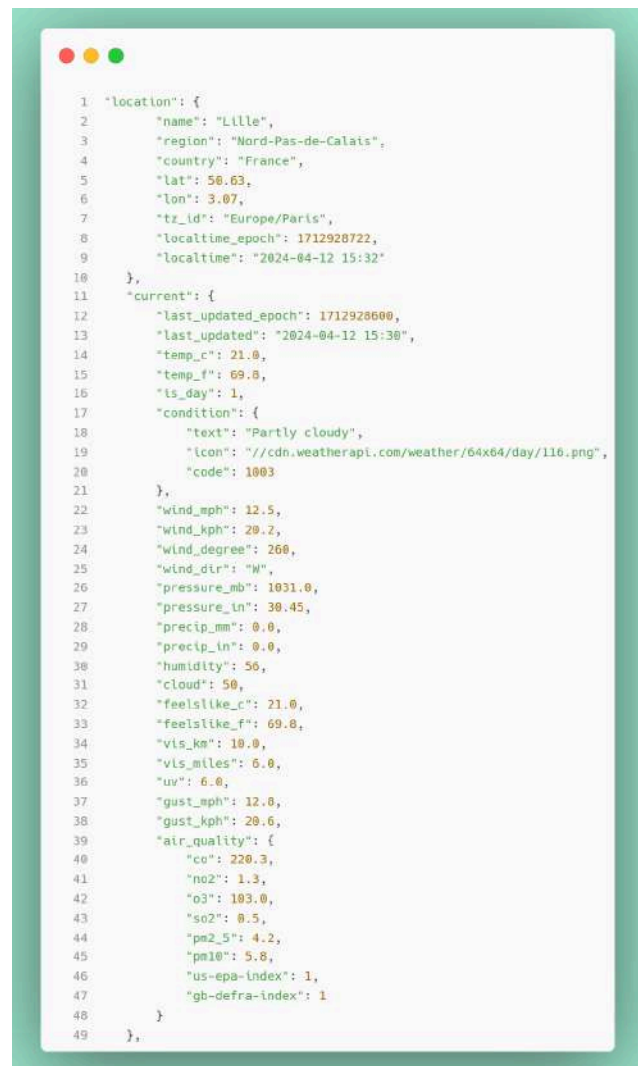 1 "location": {
2 "name": "Lille",
3 "region": "Nord-Pas-de-Calais",
4 "country": "France",
5 "lat": 50.63,
6 "lon": 3.07,
7 "tz_id": "Europe/Paris",
8 "localtime_epoch": 1712928722,
9 "localtime": "2024-04-12 15:32"
10 },
11 "current": {
12 "last_updated_epoch": 1712928600,
13 "last_updated": "2024-04-12 15:30",
14 "temp_c": 21.0,
15 "temp_f": 69.8,
16 "is_day": 1,
17 "condition": {
18 "text": "Partly cloudy",
19 "icon": "//cdn.weatherapi.com/weather/64x64/day/116.png",
20 "code": 1003
21 },
22 "wind_mph": 12.5,
23 "wind_kph": 20.2,
24 "wind_degree": 260,
25 "wind_dir": "W",
26 "pressure_mb": 1031.0,
27 "pressure_in": 30.45,
28 "precip_mm": 0.0,
29 "precip_in": 0.0,
30 "humidity": 56,
31 "cloud": 50,
32 "feelslike_c": 21.0,
33 "feelslike_f": 69.8,
34 "vis_km": 10.0,
35 "vis_miles": 6.0,
36 "uv": 6.0,
37 "gust_mph": 12.8,
38 "gust_kph": 20.6,
39 "air_quality": {
40 "co": 220.3,
41 "no2": 1.3,
42 "o3": 103.0,
43 "so2": 0.5,
44 "pm2_5": 4.2,
45 "pm10": 5.8,
46 "us-epa-index": 1,
47 "gb-defra-index": 1
48 }
49 },